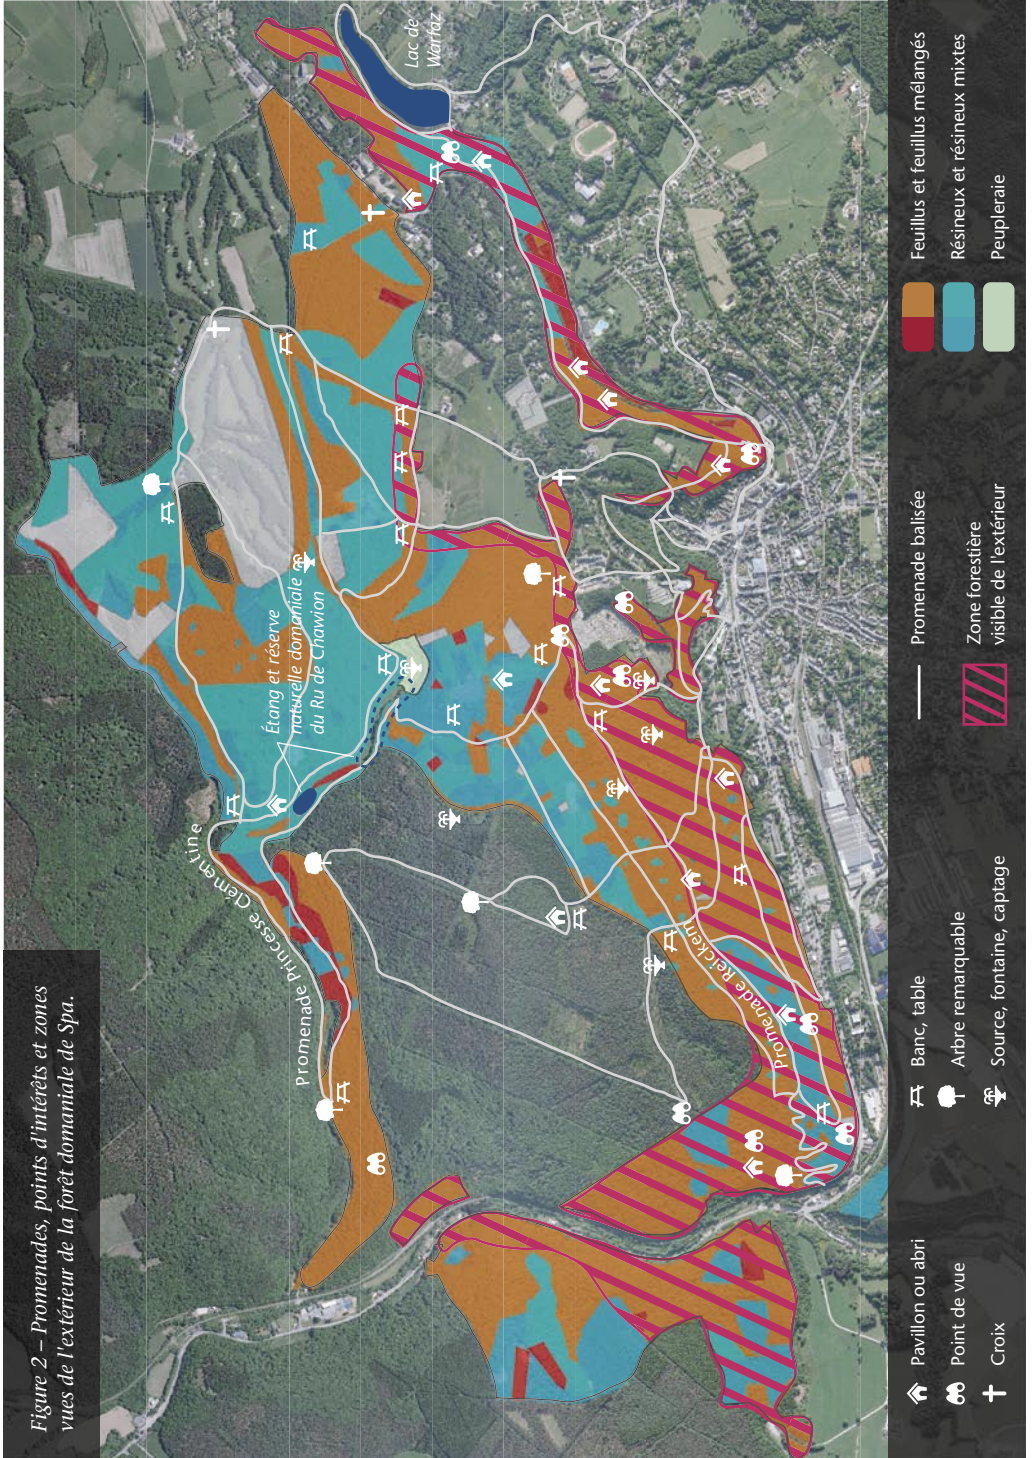 Figure 2 – Promenades, points d'intérêts et zones
vues de l'extérieur de la forêt domaniale de Spa.
Lac de
Warfaz
Étang et réserve
naturelle domaniale
du Ru de Chawion
Promenade Princesse Clémentine
Promenade Reickem
Pavillon ou abri
Point de vue
Croix
Banc, table
Arbre remarquable
Source, fontaine, captage
Promenade balisée
Zone forestière
visible de l'extérieur
Feuillus et feuillus mélangés
Résineux et résineux mixtes
Peupleraie